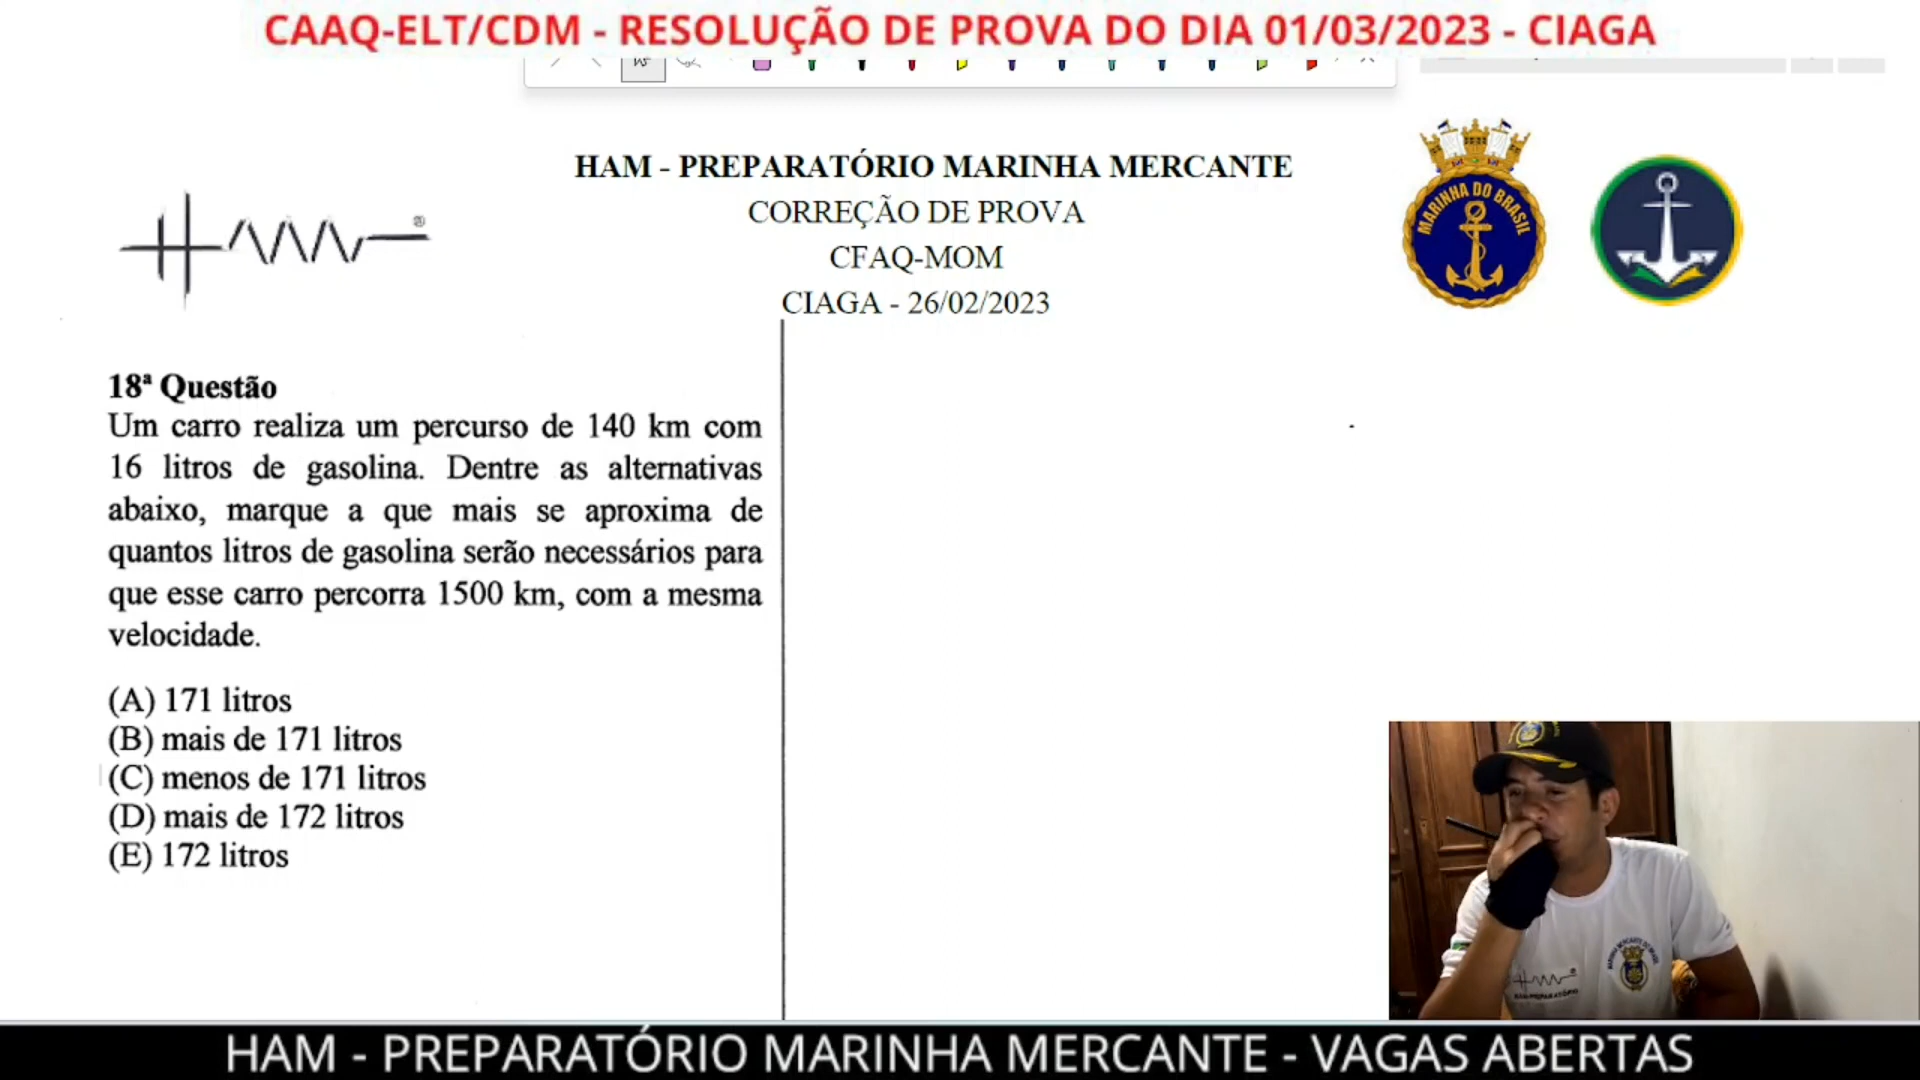 CAAQ-ELT/CDM - RESOLUÇÃO DE PROVA DO DIA 01/03/2023 - CIAGA
HAM - PREPARATÓRIO MARINHA MERCANTE
CORREÇÃO DE PROVA
CFAQ-MOM
CIAGA - 26/02/2023
MARINHA DO BRASIL
HAM ®
18ª Questão
Um carro realiza um percurso de 140 km com
16 litros de gasolina. Dentre as alternativas
abaixo, marque a que mais se aproxima de
quantos litros de gasolina serão necessários para
que esse carro percorra 1500 km, com a mesma
velocidade.
(A) 171 litros
(B) mais de 171 litros
(C) menos de 171 litros
(D) mais de 172 litros
(E) 172 litros
HAM - PREPARATÓRIO MARINHA MERCANTE - VAGAS ABERTAS